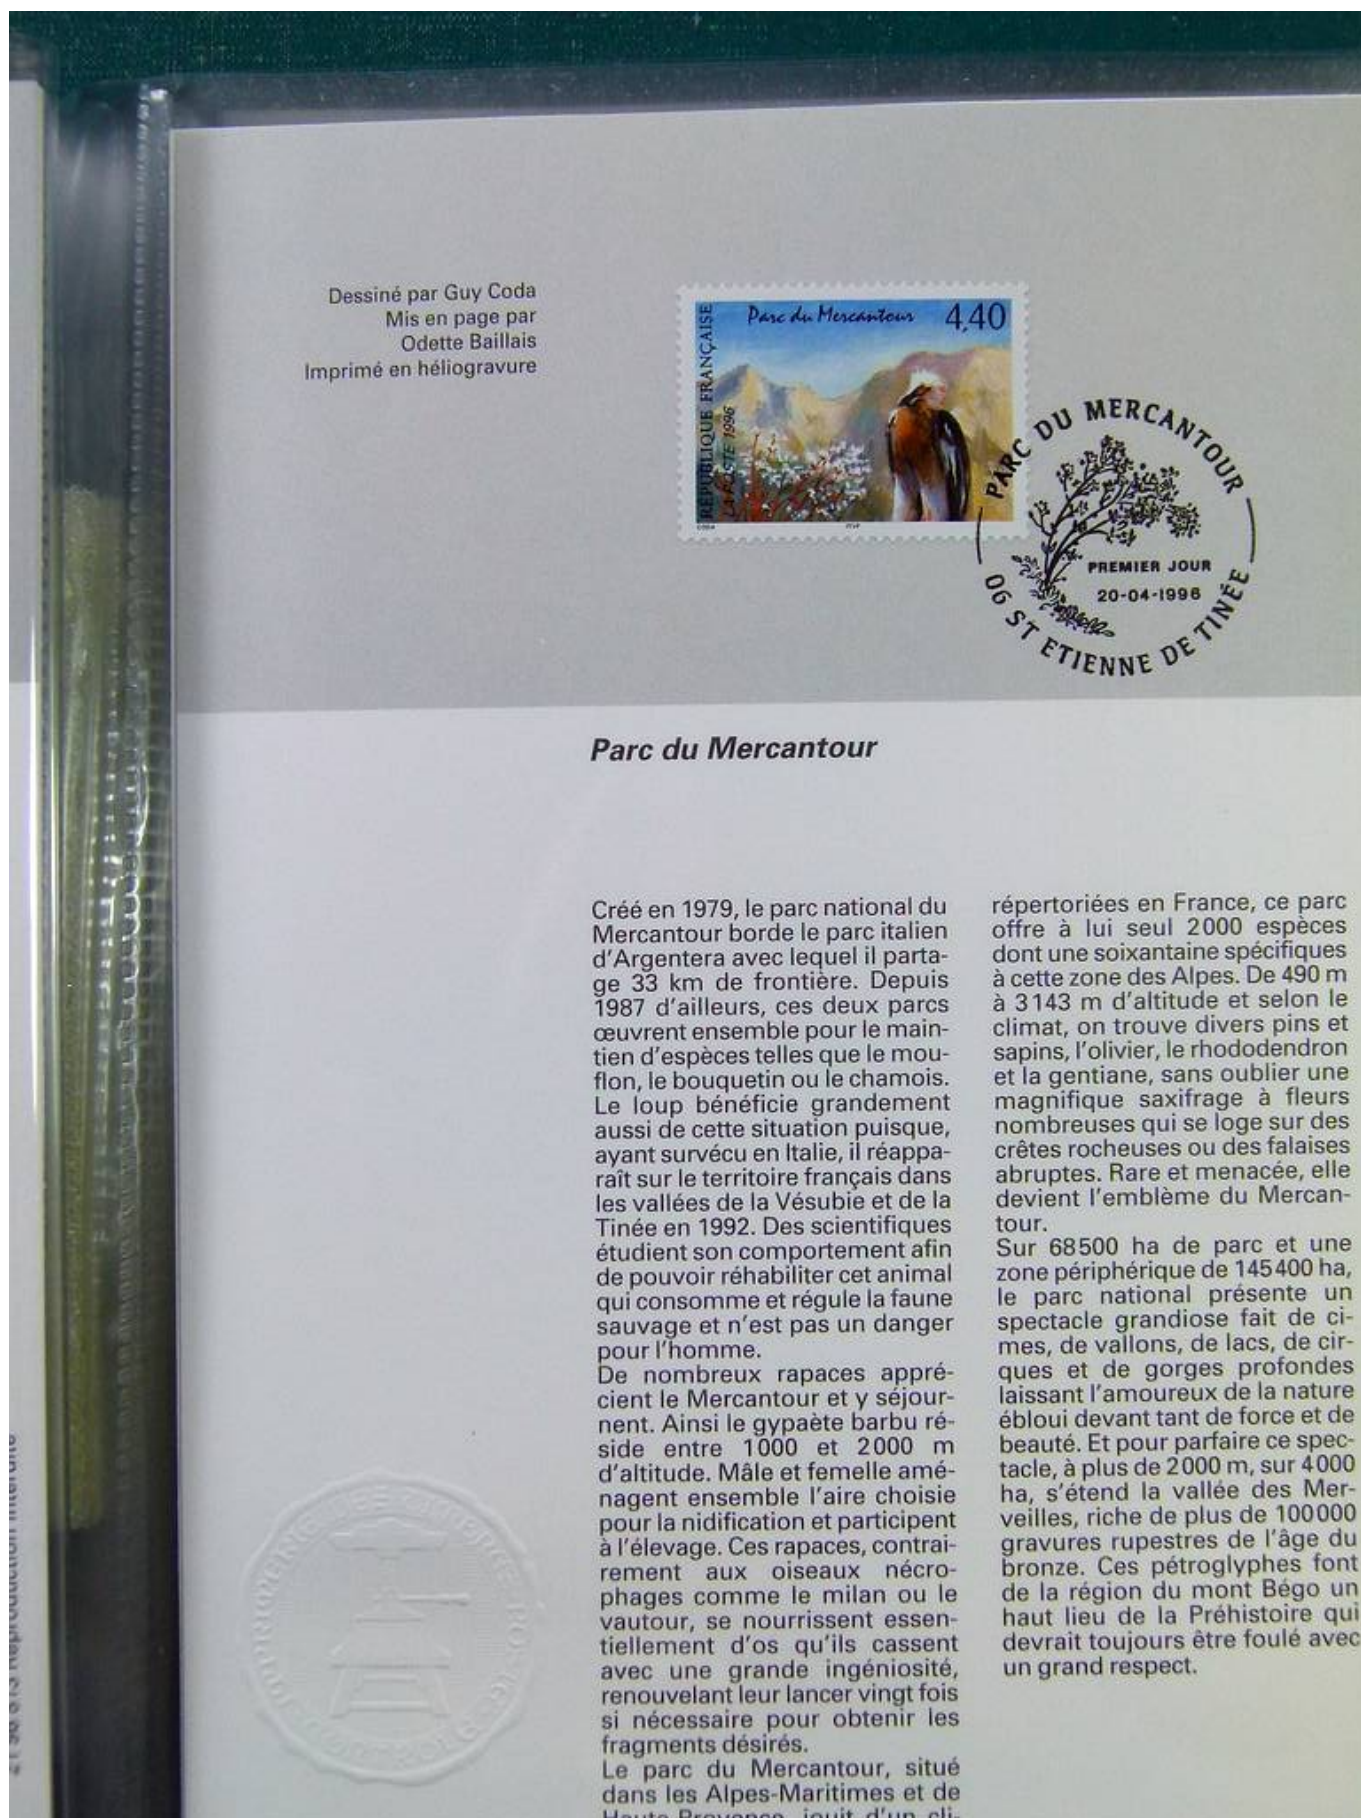 Dessiné par Guy Coda
Mis en page par
Odette Baillais
Imprimé en héliogravure
Parc du Mercantour
4,40
RÉPUBLIQUE FRANÇAISE
LA POSTE 1996
PARC DU MERCANTOUR
PREMIER JOUR
20-04-1996
06 ST ETIENNE DE TINÉE
Parc du Mercantour
Créé en 1979, le parc national du
Mercantour borde le parc italien
d'Argentera avec lequel il parta-
ge 33 km de frontière. Depuis
1987 d'ailleurs, ces deux parcs
œuvrent ensemble pour le main-
tien d'espèces telles que le mou-
flon, le bouquetin ou le chamois.
Le loup bénéficie grandement
aussi de cette situation puisque,
ayant survécu en Italie, il réappa-
raît sur le territoire français dans
les vallées de la Vésubie et de la
Tinée en 1992. Des scientifiques
étudient son comportement afin
de pouvoir réhabiliter cet animal
qui consomme et régule la faune
sauvage et n'est pas un danger
pour l'homme.
De nombreux rapaces appré-
cient le Mercantour et y séjour-
nent. Ainsi le gypaète barbu ré-
side entre 1000 et 2000 m
d'altitude. Mâle et femelle amé-
nagent ensemble l'aire choisie
pour la nidification et participent
à l'élevage. Ces rapaces, contrai-
rement aux oiseaux nécro-
phages comme le milan ou le
vautour, se nourrissent essen-
tiellement d'os qu'ils cassent
avec une grande ingéniosité,
renouvelant leur lancer vingt fois
si nécessaire pour obtenir les
fragments désirés.
Le parc du Mercantour, situé
dans les Alpes-Maritimes et de
Haute-Provence, jouit d'un cli-
répertoriées en France, ce parc
offre à lui seul 2000 espèces
dont une soixantaine spécifiques
à cette zone des Alpes. De 490 m
à 3143 m d'altitude et selon le
climat, on trouve divers pins et
sapins, l'olivier, le rhododendron
et la gentiane, sans oublier une
magnifique saxifrage à fleurs
nombreuses qui se loge sur des
crêtes rocheuses ou des falaises
abruptes. Rare et menacée, elle
devient l'emblème du Mercan-
tour.
Sur 68500 ha de parc et une
zone périphérique de 145400 ha,
le parc national présente un
spectacle grandiose fait de ci-
mes, de vallons, de lacs, de cir-
ques et de gorges profondes
laissant l'amoureux de la nature
ébloui devant tant de force et de
beauté. Et pour parfaire ce spec-
tacle, à plus de 2000 m, sur 4000
ha, s'étend la vallée des Mer-
veilles, riche de plus de 100000
gravures rupestres de l'âge du
bronze. Ces pétroglyphes font
de la région du mont Bégo un
haut lieu de la Préhistoire qui
devrait toujours être foulé avec
un grand respect.